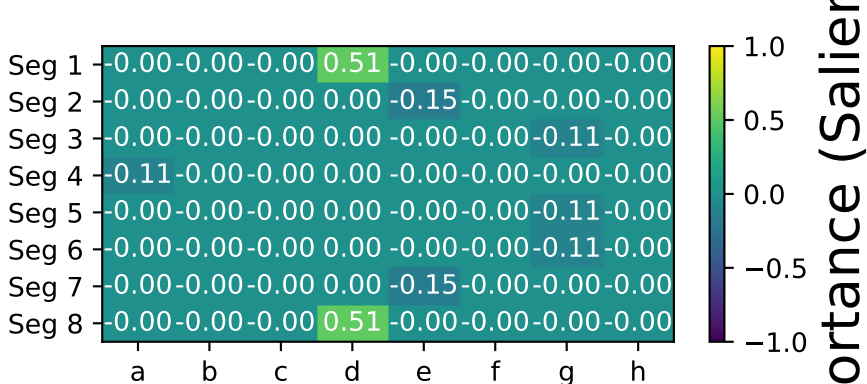 Seg 1 -0.00 -0.00 -0.00 0.51 -0.00 -0.00 -0.00 -0.00
Seg 2 -0.00 -0.00 -0.00 0.00 -0.15 -0.00 -0.00 -0.00
Seg 3 -0.00 -0.00 -0.00 0.00 -0.00 -0.00 -0.11 -0.00
Seg 4 -0.11 -0.00 -0.00 0.00 -0.00 -0.00 -0.00 -0.00
Seg 5 -0.00 -0.00 -0.00 0.00 -0.00 -0.00 -0.11 -0.00
Seg 6 -0.00 -0.00 -0.00 0.00 -0.00 -0.00 -0.11 -0.00
Seg 7 -0.00 -0.00 -0.00 0.00 -0.15 -0.00 -0.00 -0.00
Seg 8 -0.00 -0.00 -0.00 0.51 -0.00 -0.00 -0.00 -0.00
a b c d e f g h
1.0
0.5
0.0
−0.5
−1.0